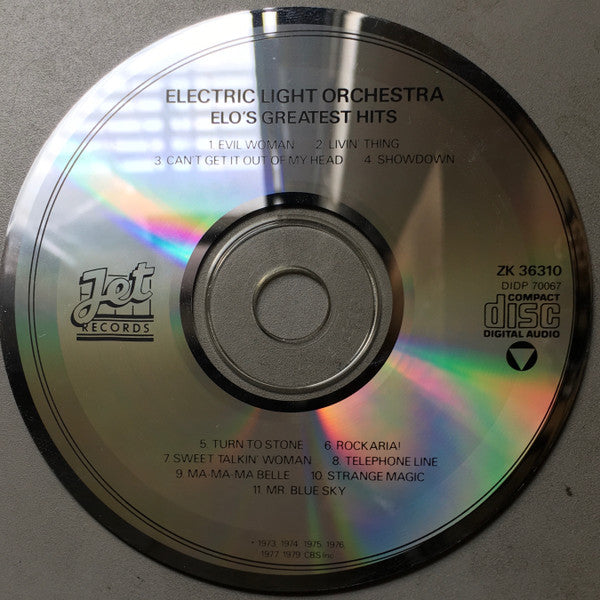 ELECTRIC LIGHT ORCHESTRA
ELO'S GREATEST HITS
1. EVIL WOMAN 2. LIVIN' THING
3. CAN'T GET IT OUT OF MY HEAD 4. SHOWDOWN
Jet
RECORDS
ZK 36310
DIDP 70067
COMPACT
disc
DIGITAL AUDIO
5. TURN TO STONE 6. ROCKARIA!
7. SWEET TALKIN' WOMAN 8. TELEPHONE LINE
9. MA-MA-MA BELLE 10. STRANGE MAGIC
11. MR. BLUE SKY
• 1973, 1974, 1975, 1976,
1977, 1979 CBS Inc.